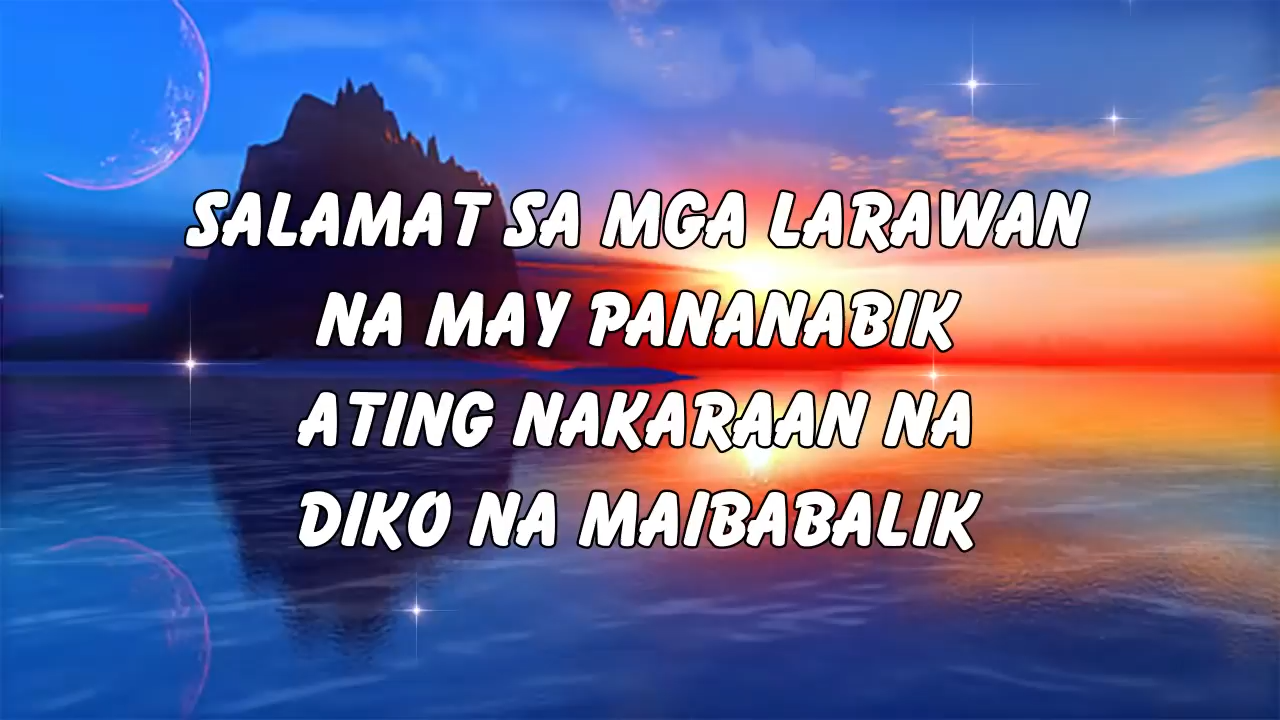 SALAMAT SA MGA LARAWAN
NA MAY PANANABIK
ATING NAKARAAN NA
DIKO NA MAIBABALIK